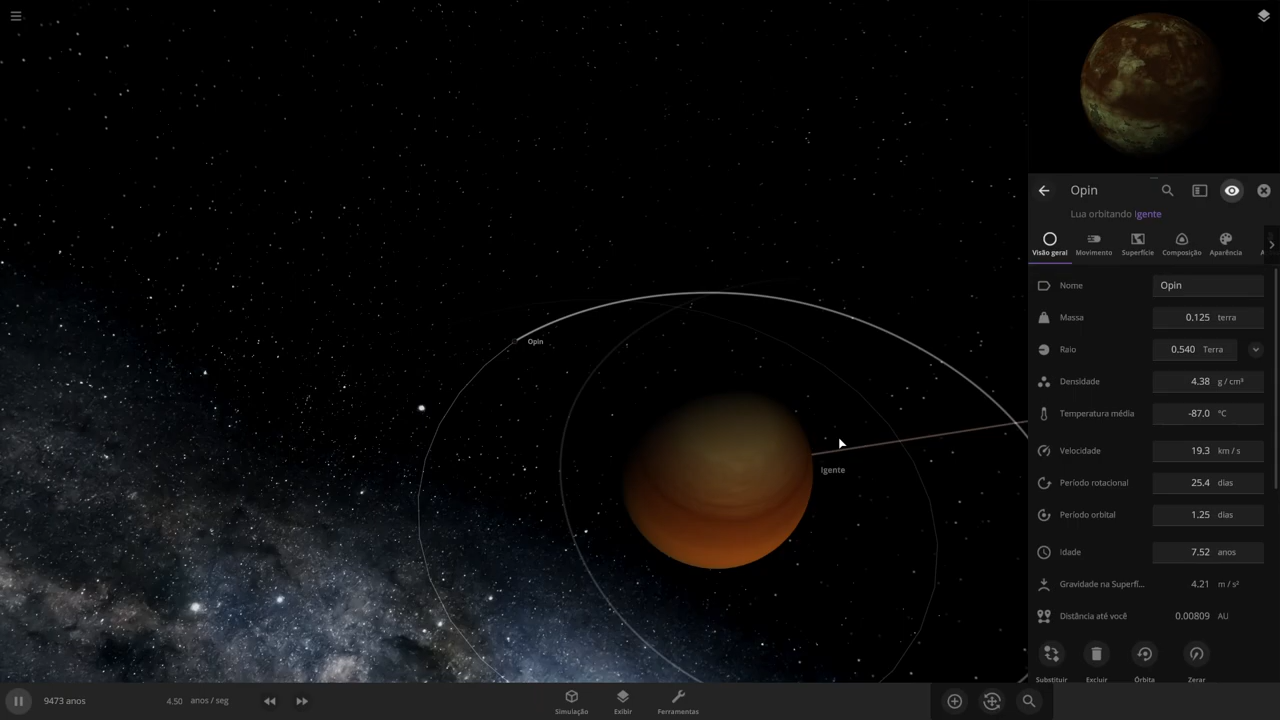 Opin
Lua orbitando Igente
Visão geral Movimento Superfície Composição Aparência
Nome Opin
Massa 0.125 terra
Raio 0.540 Terra
Densidade 4.38 g / cm³
Temperatura média -87.0 °C
Velocidade 19.3 km / s
Período rotacional 25.4 dias
Período orbital 1.25 dias
Idade 7.52 anos
Gravidade na Superfí... 4.21 m / s²
Distância até você 0.00809 AU
Substituir Excluir Órbita Zerar
Opin
Igente
9473 anos 4.50 anos / seg
Simulação Exibir Ferramentas